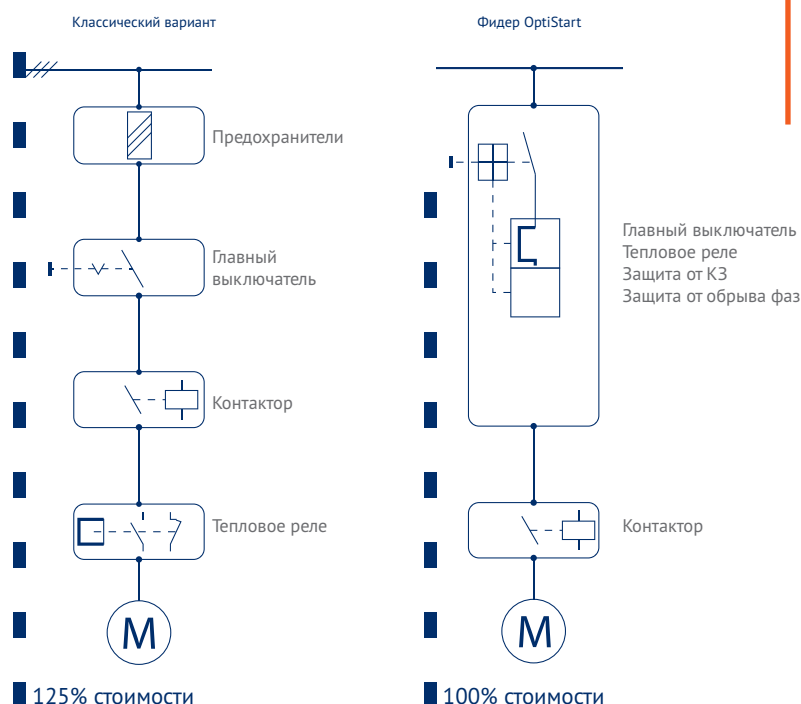 Классический вариант
Предохранители
Главный
выключатель
Контактор
Тепловое реле
M
125% стоимости
Фидер OptiStart
Главный выключатель
Тепловое реле
Защита от КЗ
Защита от обрыва фаз
Контактор
M
100% стоимости